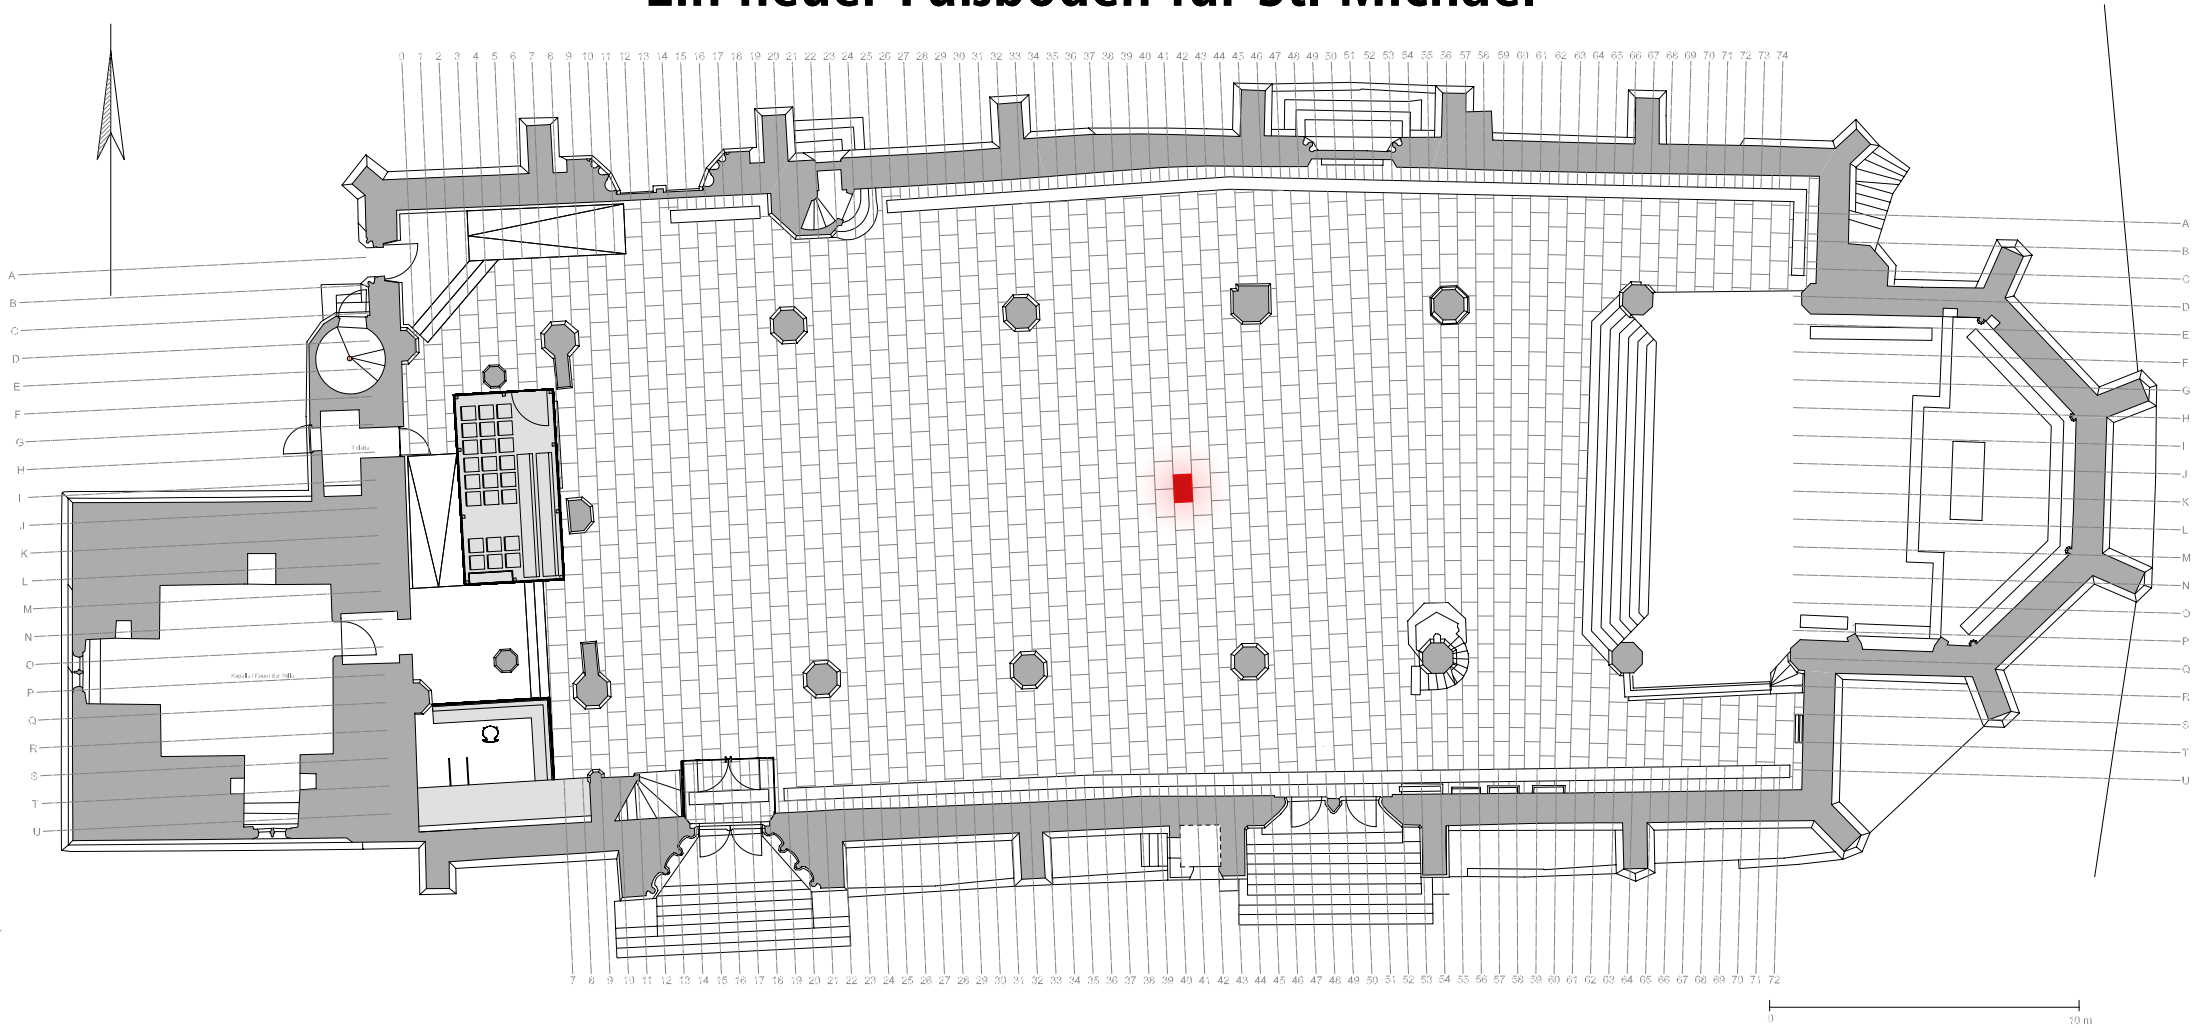 Ein neuer Fußboden für St. Michael
0 1 2 3 4 5 6 7 8 9 10 11 12 13 14 15 16 17 18 19 20 21 22 23 24 25 26 27 28 29 30 31 32 33 34 35 36 37 38 39 40 41 42 43 44 45 46 47 48 49 50 51 52 53 54 55 56 57 58 59 60 61 62 63 64 65 66 67 68 69 70 71 72 73 74
A
B
C
D
E
F
G
H
I
J
K
L
M
N
O
P
Q
R
S
T
U
Kapelle / Raum der Stille
A
B
C
D
E
F
G
H
I
J
K
L
M
N
O
P
Q
R
S
T
U
7 8 9 10 11 12 13 14 15 16 17 18 19 20 21 22 23 24 25 26 27 28 29 30 31 32 33 34 35 36 37 38 39 40 41 42 43 44 45 46 47 48 49 50 51 52 53 54 55 56 57 58 59 60 61 62 63 64 65 66 67 68 69 70 71 72
0 10 m